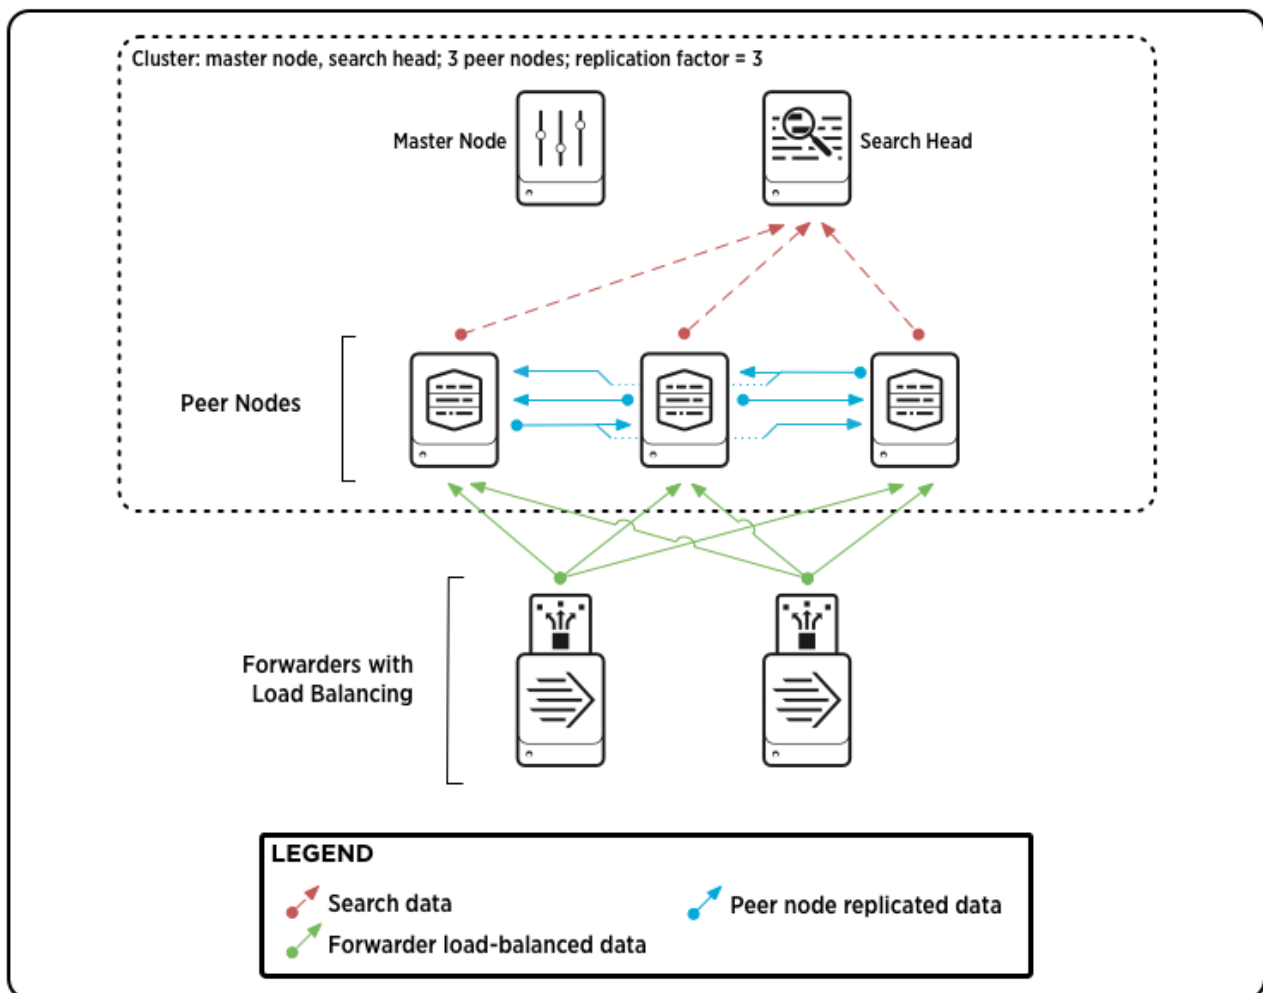 Cluster: master node, search head; 3 peer nodes; replication factor = 3
Master Node
Search Head
Peer Nodes
Forwarders with
Load Balancing
LEGEND
Search data
Peer node replicated data
Forwarder load-balanced data